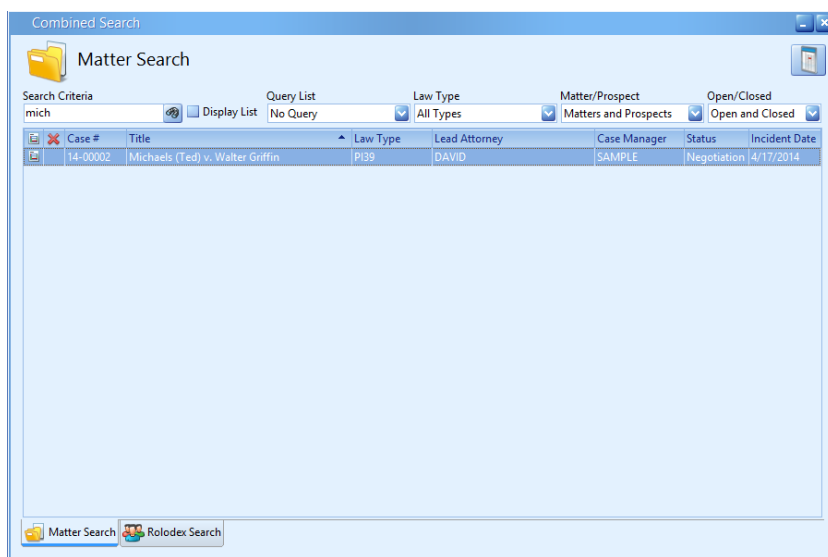 Combined Search
Matter Search
Search Criteria Query List Law Type Matter/Prospect Open/Closed
mich Display List No Query All Types Matters and Prospects Open and Closed
Case # Title Law Type Lead Attorney Case Manager Status Incident Date
14-00002 Michaels (Ted) v. Walter Griffin PI39 DAVID SAMPLE Negotiation 4/17/2014
Matter Search Rolodex Search